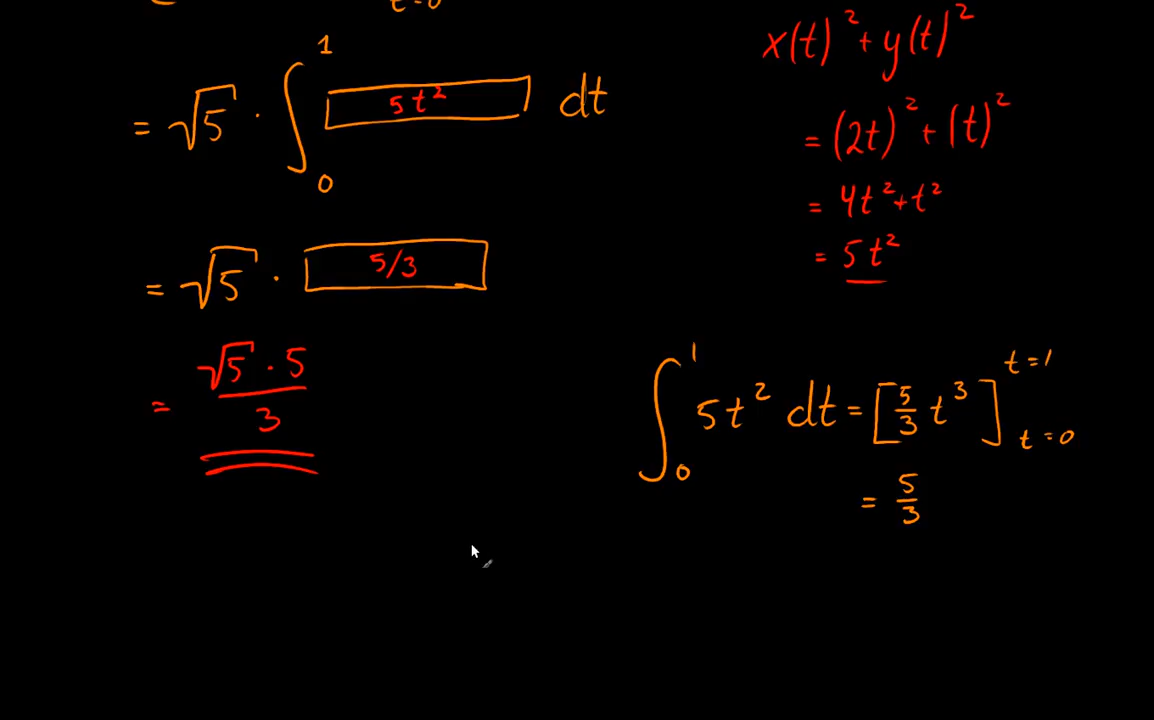 t=0
= √5 · ∫₀¹ 5t² dt
= √5 · 5/3
= (√5 · 5)/3
x(t)² + y(t)²
= (2t)² + (t)²
= 4t² + t²
= 5t²
∫₀¹ 5t² dt = [5/3 t³]ₜ₌₀ᵗ⁼¹
= 5/3